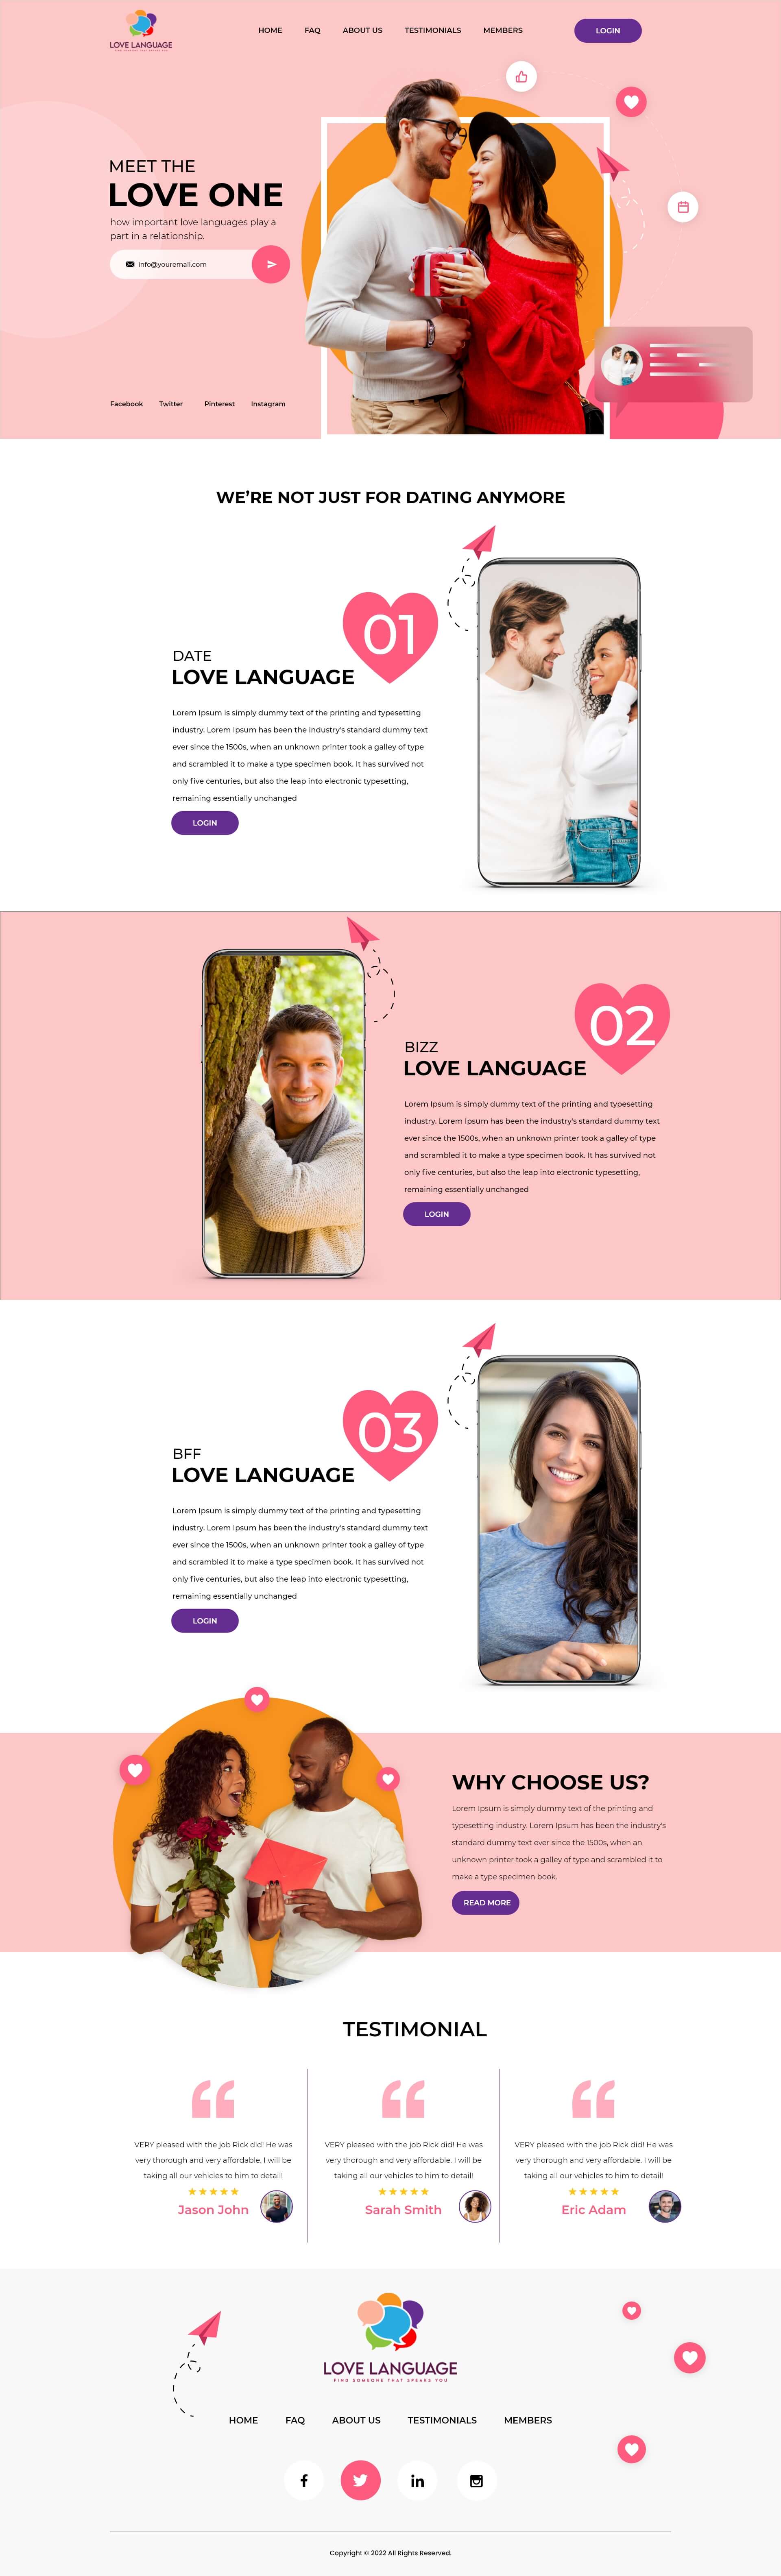 LOVE LANGUAGE
FIND SOMEONE THAT SPEAKS YOU
HOME FAQ ABOUT US TESTIMONIALS MEMBERS
LOGIN
MEET THE
LOVE ONE
how important love languages play a
part in a relationship.
info@youremail.com
Facebook Twitter Pinterest Instagram
WE’RE NOT JUST FOR DATING ANYMORE
01
DATE
LOVE LANGUAGE
Lorem Ipsum is simply dummy text of the printing and typesetting
industry. Lorem Ipsum has been the industry's standard dummy text
ever since the 1500s, when an unknown printer took a galley of type
and scrambled it to make a type specimen book. It has survived not
only five centuries, but also the leap into electronic typesetting,
remaining essentially unchanged
LOGIN
02
BIZZ
LOVE LANGUAGE
Lorem Ipsum is simply dummy text of the printing and typesetting
industry. Lorem Ipsum has been the industry's standard dummy text
ever since the 1500s, when an unknown printer took a galley of type
and scrambled it to make a type specimen book. It has survived not
only five centuries, but also the leap into electronic typesetting,
remaining essentially unchanged
LOGIN
03
BFF
LOVE LANGUAGE
Lorem Ipsum is simply dummy text of the printing and typesetting
industry. Lorem Ipsum has been the industry's standard dummy text
ever since the 1500s, when an unknown printer took a galley of type
and scrambled it to make a type specimen book. It has survived not
only five centuries, but also the leap into electronic typesetting,
remaining essentially unchanged
LOGIN
WHY CHOOSE US?
Lorem Ipsum is simply dummy text of the printing and
typesetting industry. Lorem Ipsum has been the industry's
standard dummy text ever since the 1500s, when an
unknown printer took a galley of type and scrambled it to
make a type specimen book.
READ MORE
TESTIMONIAL
VERY pleased with the job Rick did! He was
very thorough and very affordable. I will be
taking all our vehicles to him to detail!
Jason John
VERY pleased with the job Rick did! He was
very thorough and very affordable. I will be
taking all our vehicles to him to detail!
Sarah Smith
VERY pleased with the job Rick did! He was
very thorough and very affordable. I will be
taking all our vehicles to him to detail!
Eric Adam
LOVE LANGUAGE
FIND SOMEONE THAT SPEAKS YOU
HOME FAQ ABOUT US TESTIMONIALS MEMBERS
Copyright © 2022 All Rights Reserved.